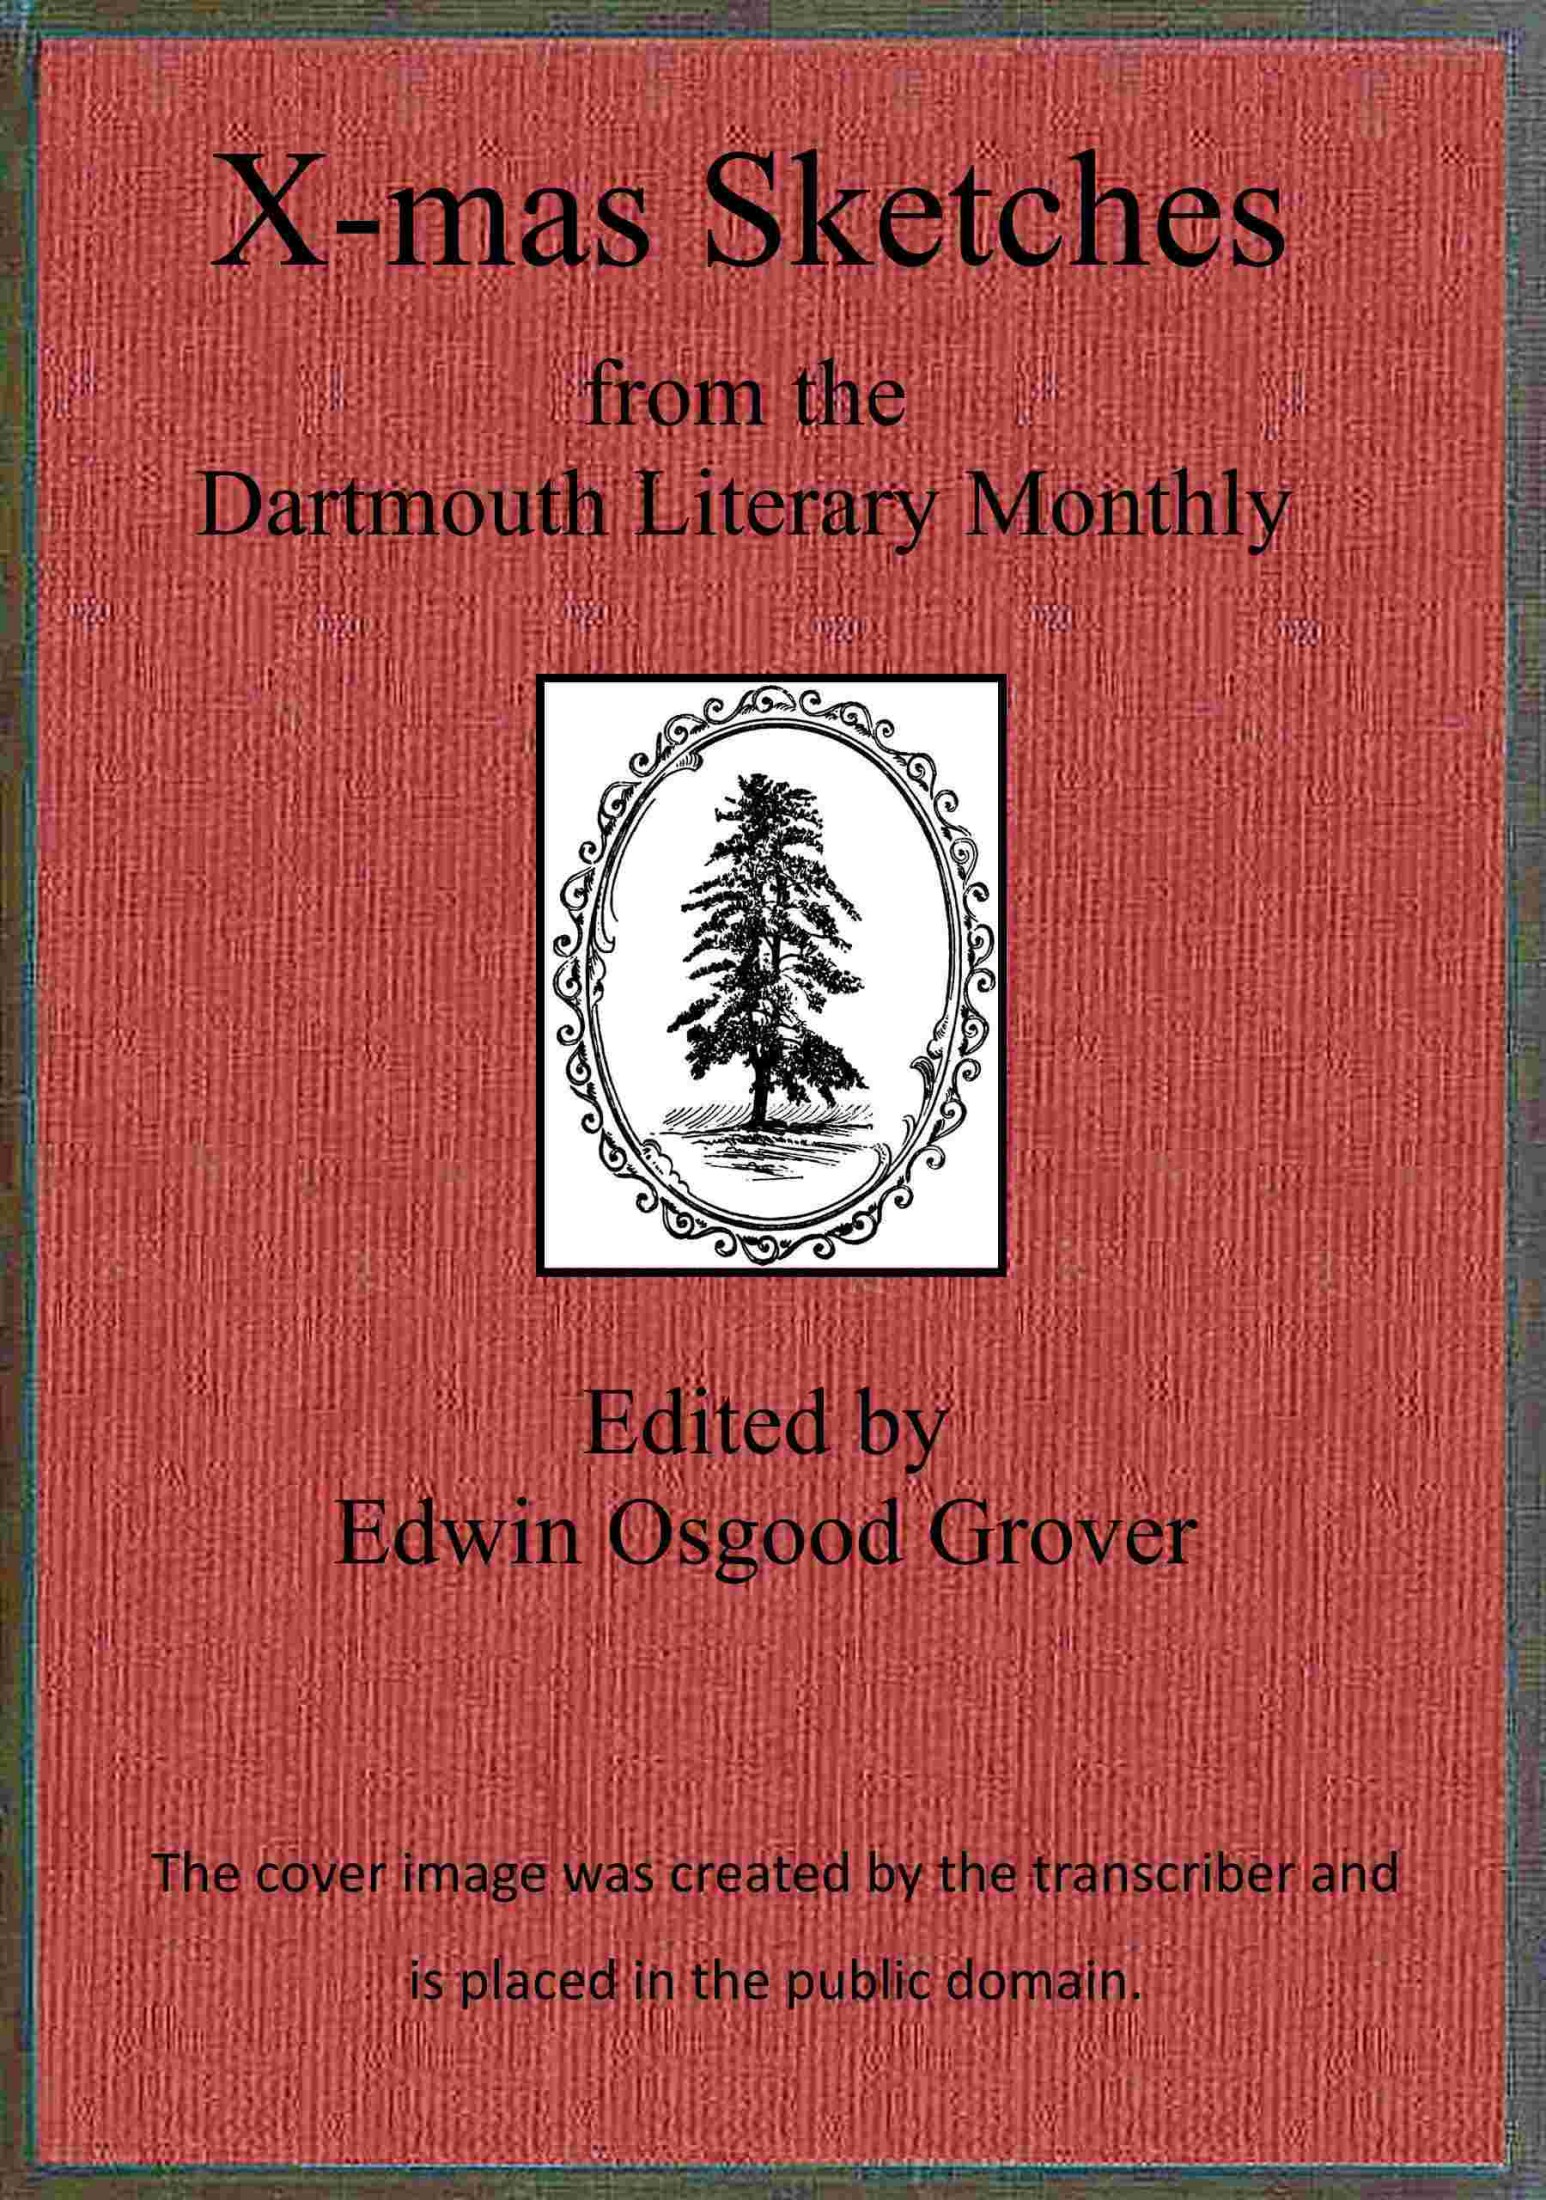 X-mas Sketches
from the
Dartmouth Literary Monthly
Edited by
Edwin Osgood Grover
The cover image was created by the transcriber and
is placed in the public domain.